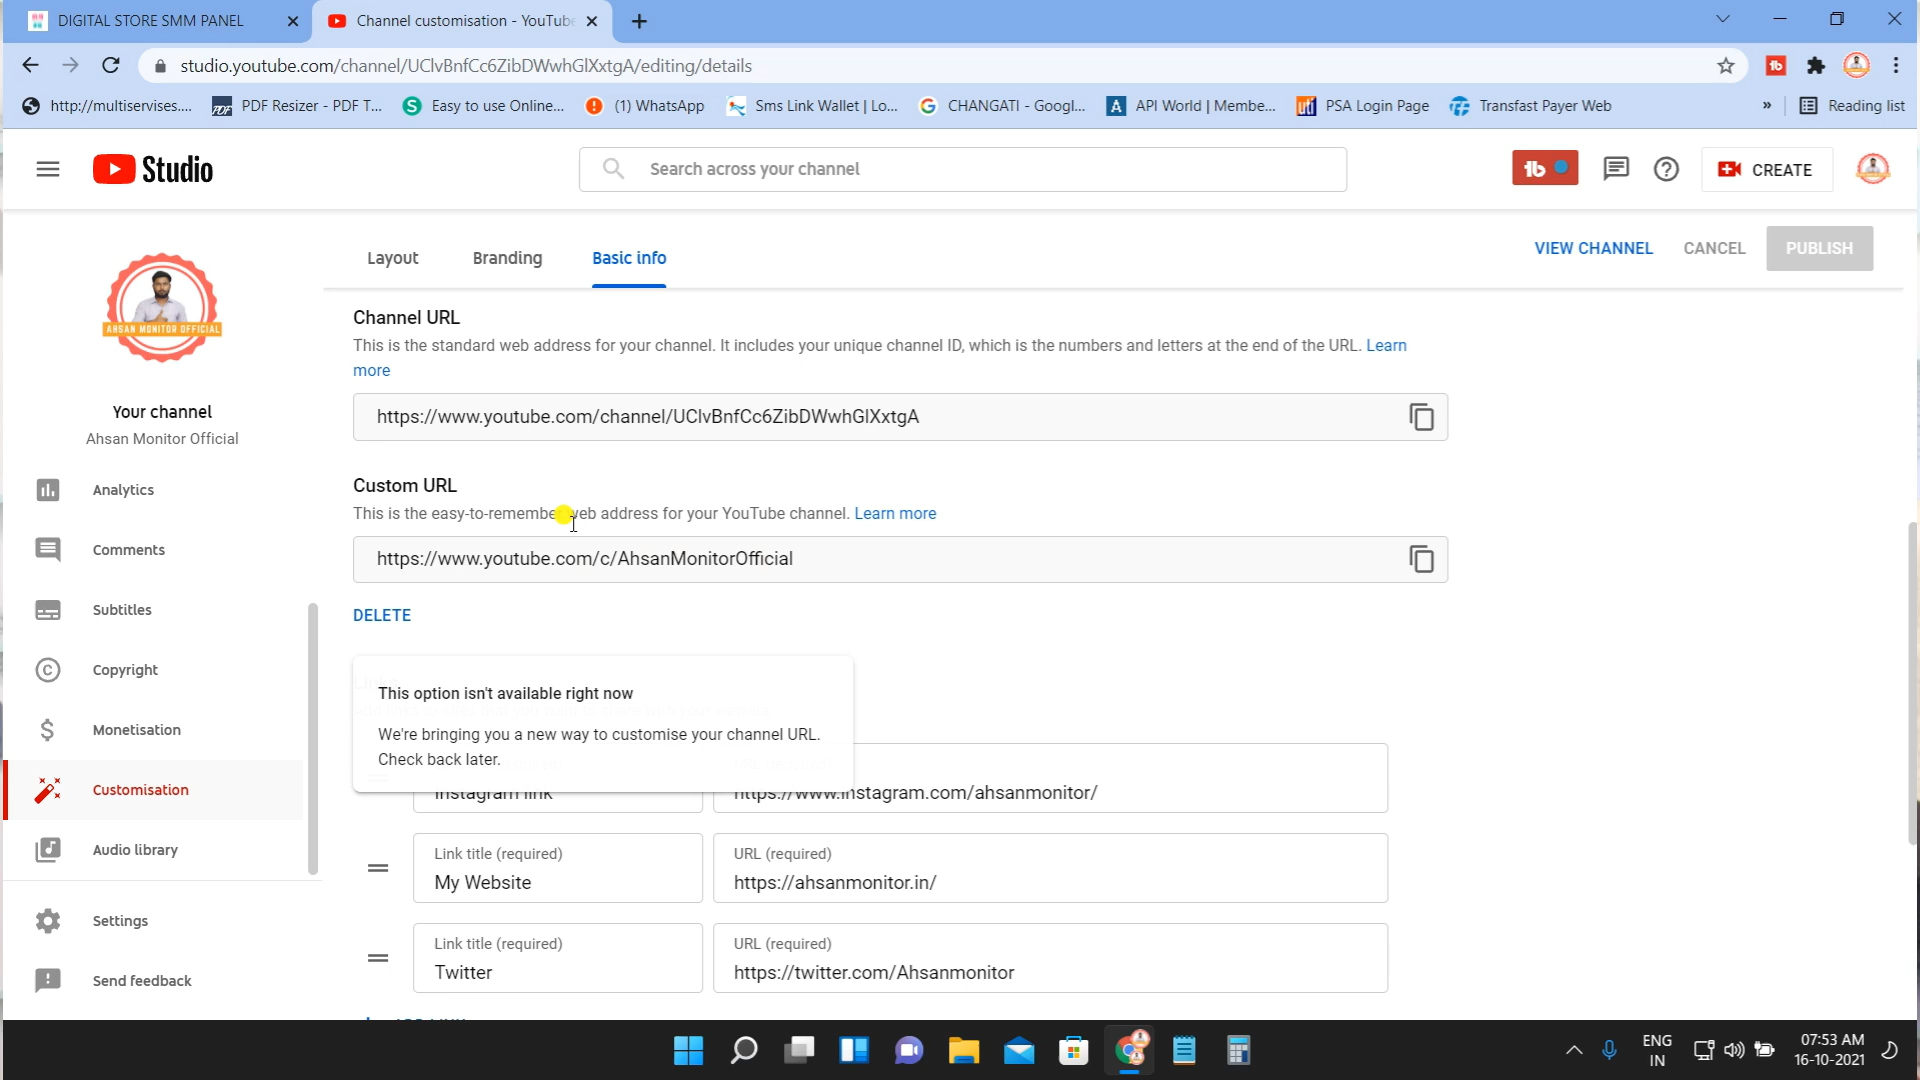 DIGITAL STORE SMM PANEL
Channel customisation - YouTube
studio.youtube.com/channel/UClvBnfCc6ZibDWwhGlXxtgA/editing/details
http://multiservises....
PDF Resizer - PDF T...
Easy to use Online...
(1) WhatsApp
Sms Link Wallet | Lo...
CHANGATI - Googl...
API World | Membe...
PSA Login Page
Transfast Payer Web
»
Reading list
Studio
Search across your channel
CREATE
AHSAN MONITOR OFFICIAL
Your channel
Ahsan Monitor Official
Analytics
Comments
Subtitles
Copyright
Monetisation
Customisation
Audio library
Settings
Send feedback
Layout
Branding
Basic info
VIEW CHANNEL
CANCEL
PUBLISH
Channel URL
This is the standard web address for your channel. It includes your unique channel ID, which is the numbers and letters at the end of the URL. Learn
more
https://www.youtube.com/channel/UClvBnfCc6ZibDWwhGlXxtgA
Custom URL
This is the easy-to-remember web address for your YouTube channel. Learn more
https://www.youtube.com/c/AhsanMonitorOfficial
DELETE
This option isn't available right now
We're bringing you a new way to customise your channel URL.
Check back later.
Instagram link
https://www.instagram.com/ahsanmonitor/
Link title (required)
My Website
URL (required)
https://ahsanmonitor.in/
Link title (required)
Twitter
URL (required)
https://twitter.com/Ahsanmonitor
ENG
IN
07:53 AM
16-10-2021